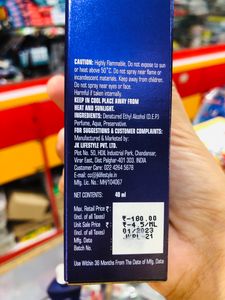 CAUTION: Highly Flammable, Do not expose to sun
or heat above 50°C. Do not spray near flame or
incandescent materials. Keep away from children.
Do not spray near eyes or face.
Harmful if taken internally.
KEEP IN COOL PLACE AWAY FROM
HEAT AND SUNLIGHT.
INGREDIENTS: Denatured Ethyl Alcohol (D.E.P.)
Perfume, Aqua, Preservative.
FOR SUGGESTIONS & CUSTOMER COMPLAINTS:
Manufactured & Marketed by:
JK LIFESTYLE PT. LTD.
Plot No. 50, HDIL Industrial Park, Chandansar,
Virar East, Dist. Palghar-401 303. INDIA
Customer Care: 022 4264 5678
E-mail: cc@jklifestyle.in
Mfg. Lic. No.: MH/104067
NET CONTENTS: 40 ml
Max. Retail Price: ₹
(Incl. of all Taxes) ₹-180.00
Unit Sale Price : ₹-4.5/ML
(Incl. of all Taxes) 01/2023
Mfg. Date
Batch No.
Use Within 36 Months From The Date of Mfg. Date